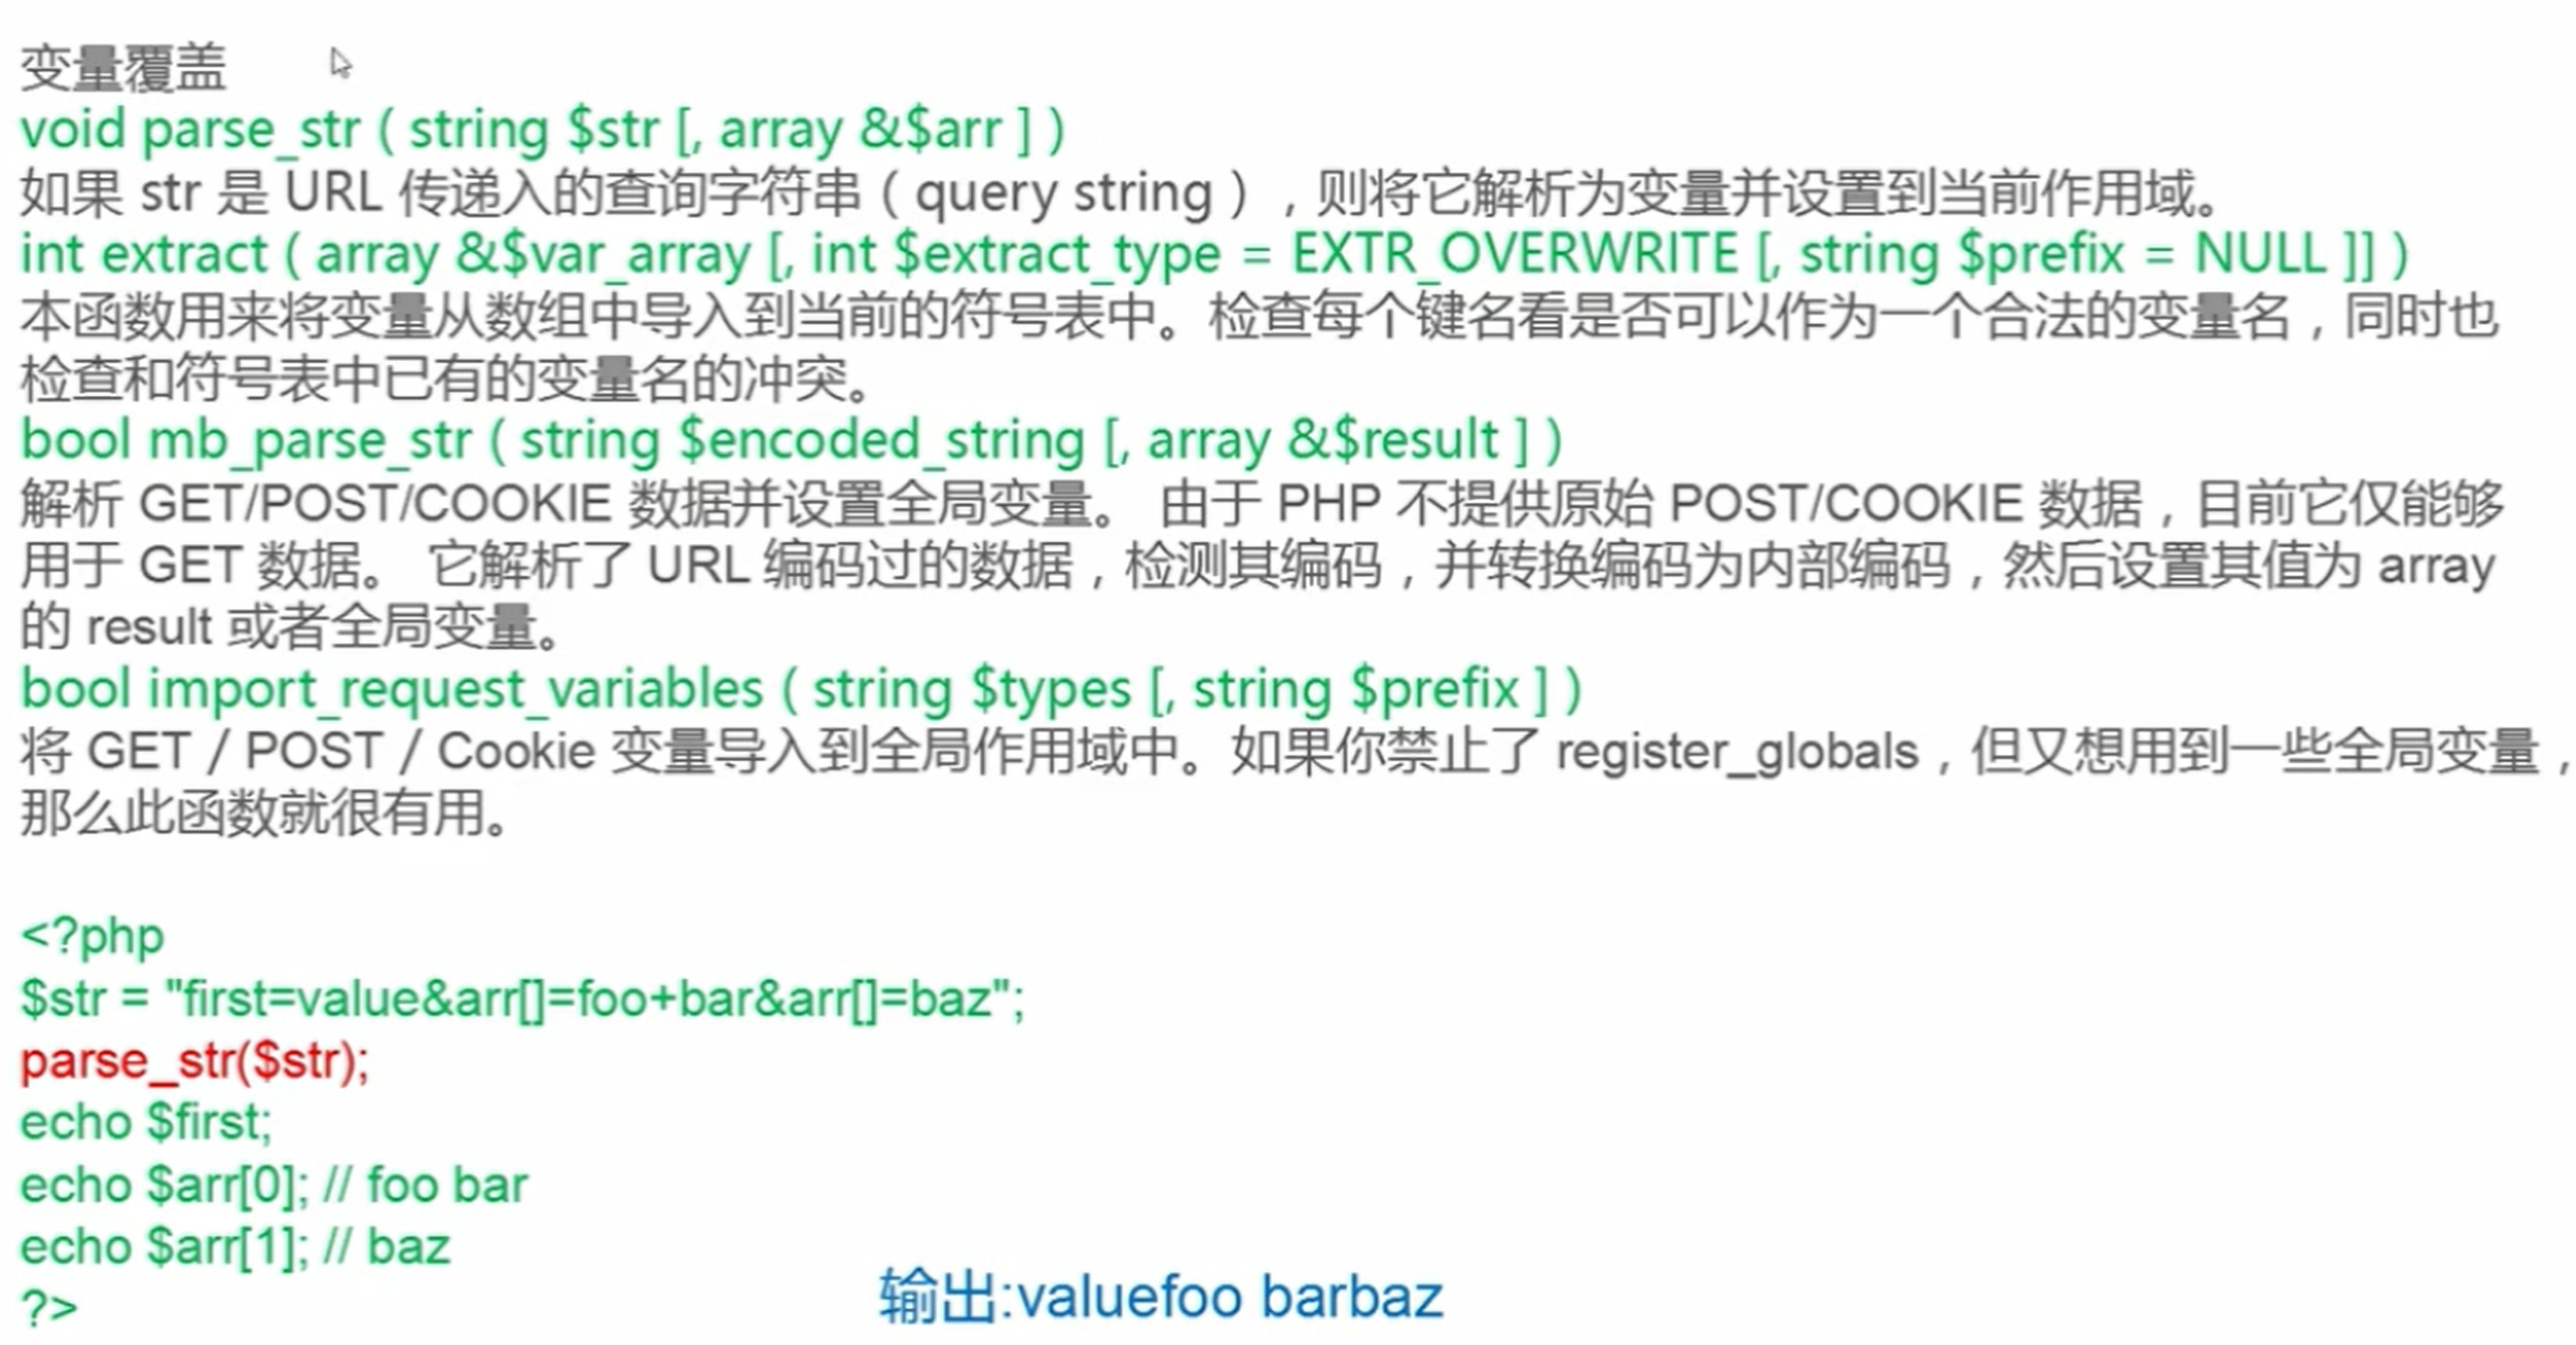 变量覆盖
void parse_str ( string $str [, array &$arr ] )
如果 str 是 URL 传递入的查询字符串（query string），则将它解析为变量并设置到当前作用域。
int extract ( array &$var_array [, int $extract_type = EXTR_OVERWRITE [, string $prefix = NULL ]] )
本函数用来将变量从数组中导入到当前的符号表中。检查每个键名看是否可以作为一个合法的变量名，同时也
检查和符号表中已有的变量名的冲突。
bool mb_parse_str ( string $encoded_string [, array &$result ] )
解析 GET/POST/COOKIE 数据并设置全局变量。 由于 PHP 不提供原始 POST/COOKIE 数据，目前它仅能够
用于 GET 数据。 它解析了 URL 编码过的数据，检测其编码，并转换编码为内部编码，然后设置其值为 array
的 result 或者全局变量。
bool import_request_variables ( string $types [, string $prefix ] )
将 GET / POST / Cookie 变量导入到全局作用域中。如果你禁止了 register_globals，但又想用到一些全局变量，
那么此函数就很有用。
<?php
$str = "first=value&arr[]=foo+bar&arr[]=baz";
parse_str($str);
echo $first;
echo $arr[0]; // foo bar
echo $arr[1]; // baz
?>
输出:valuefoo barbaz